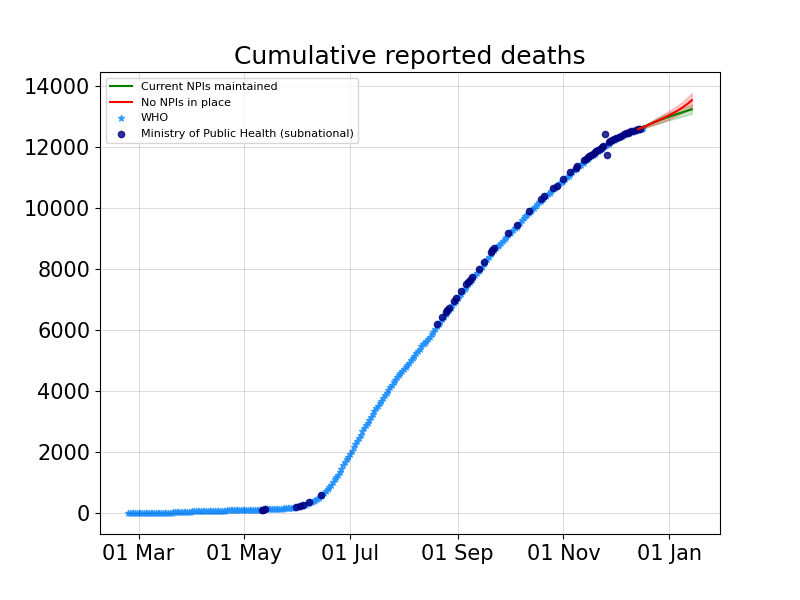 Cumulative reported deaths
14000
12000
10000
8000
6000
4000
2000
0
Current NPIs maintained
No NPIs in place
WHO
Ministry of Public Health (subnational)
01 Mar 01 May 01 Jul 01 Sep 01 Nov 01 Jan